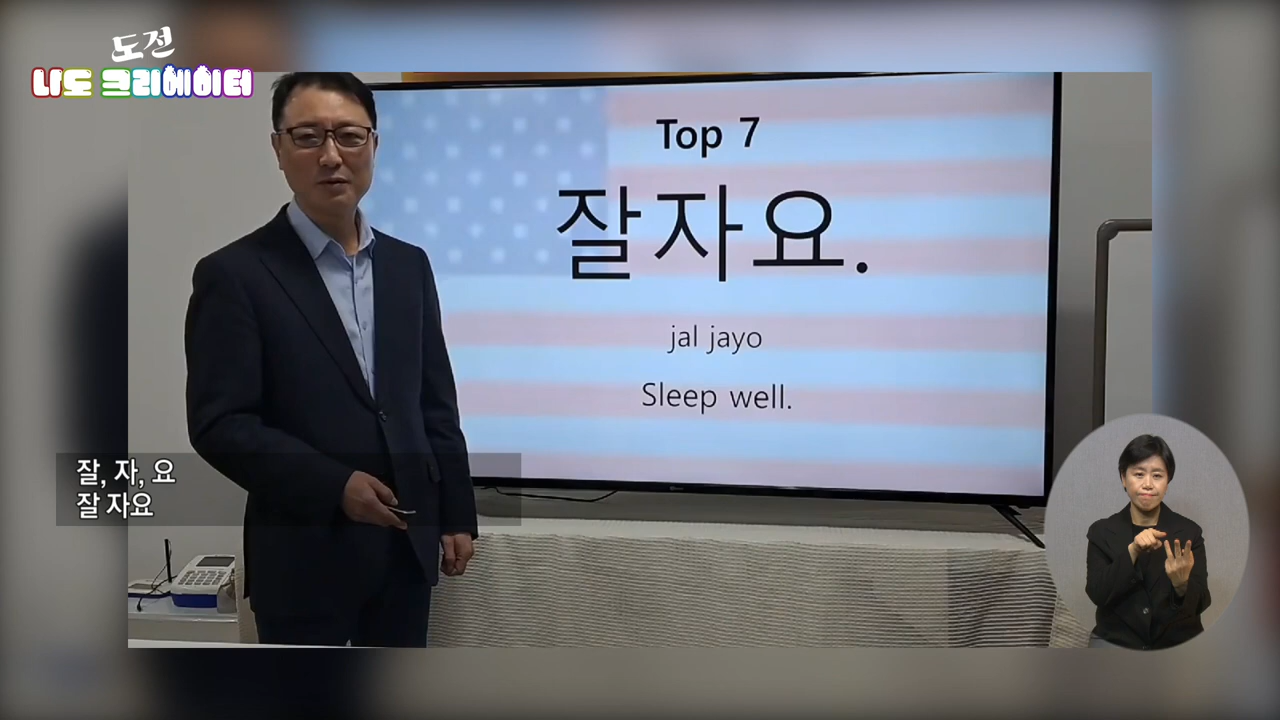 도전
나도 크리에이터
Top 7
잘자요.
jal jayo
Sleep well.
잘, 자, 요
잘 자요